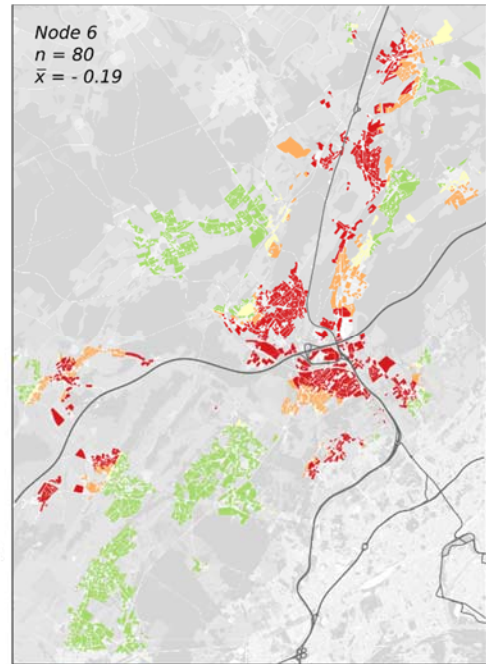 Node 6
n = 80
x̅ = - 0.19